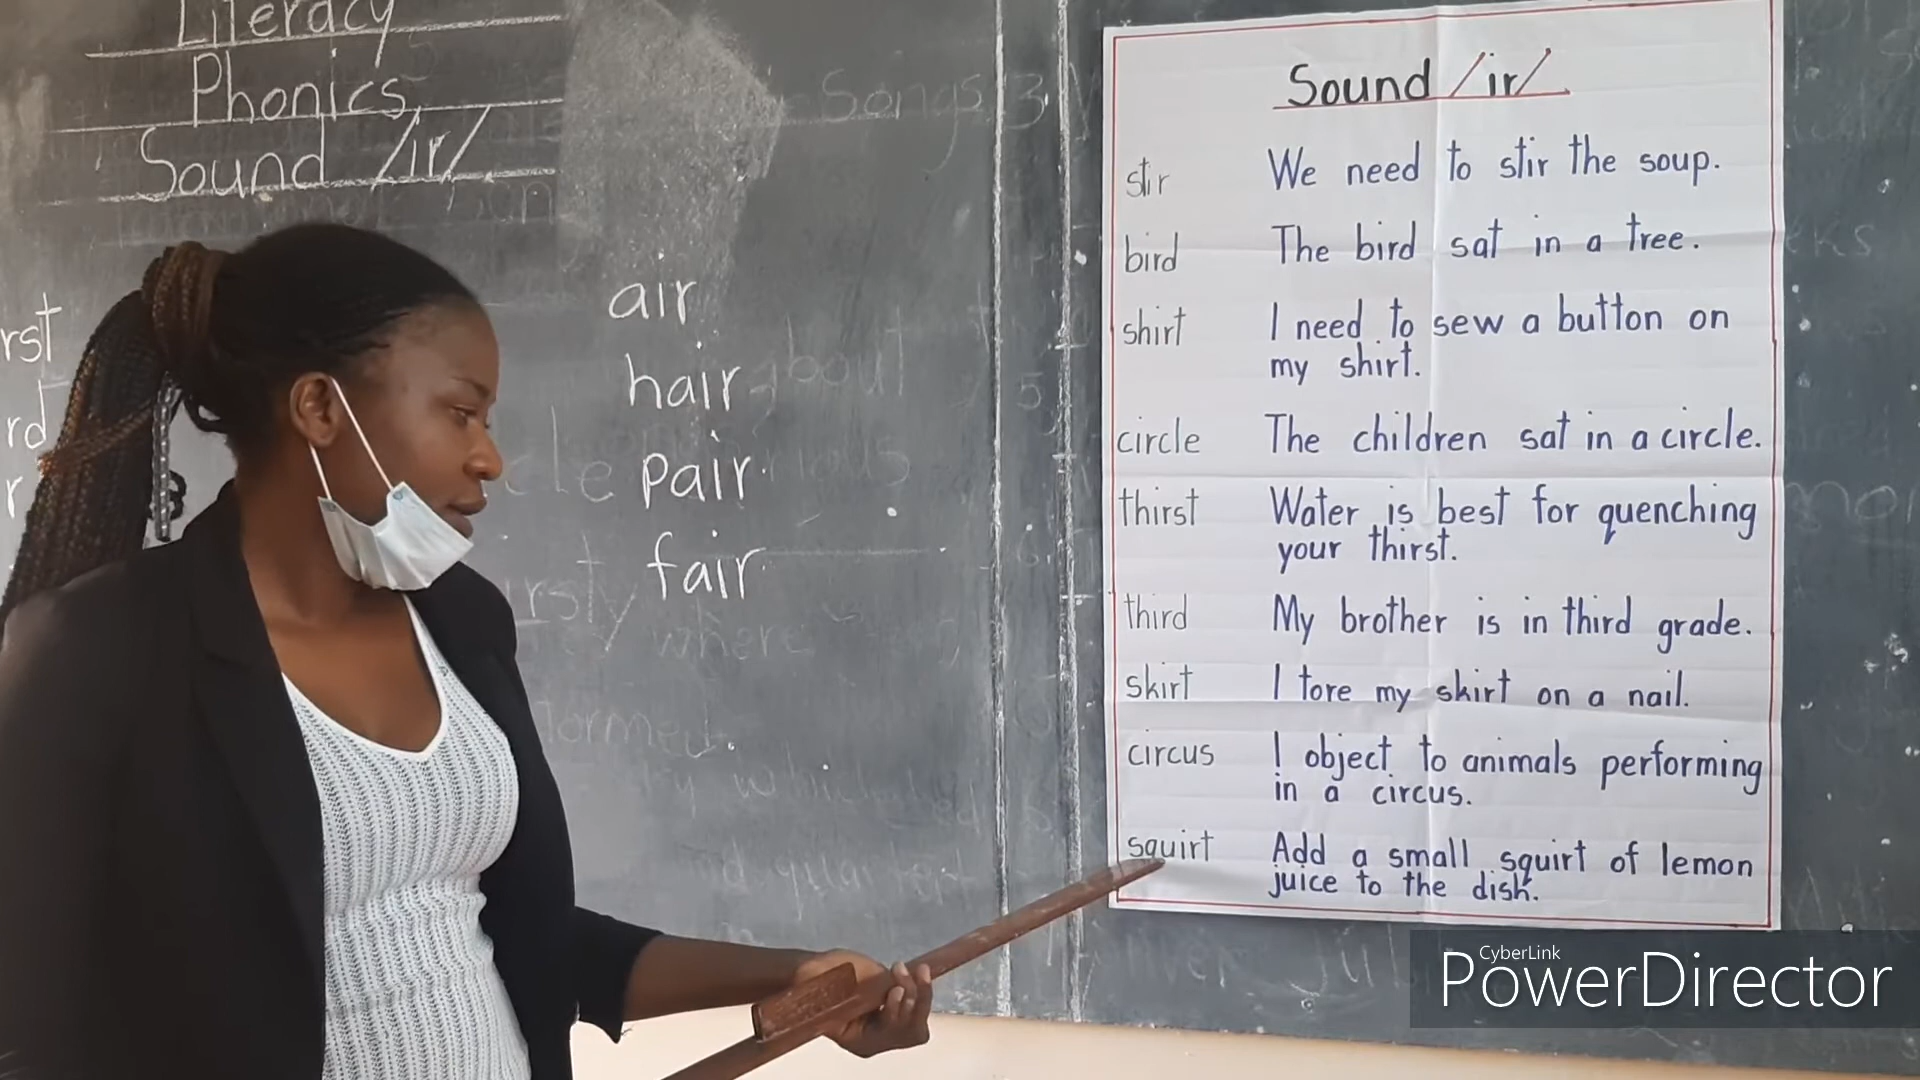 Literacy
Phonics
Sound /ir/.
rst
rd
r
air
hair
pair
fair
Songs
Sound /ir/.
stir We need to stir the soup.
bird The bird sat in a tree.
shirt I need to sew a button on
my shirt.
circle The children sat in a circle.
thirst Water is best for quenching
your thirst.
third My brother is in third grade.
skirt I tore my skirt on a nail.
circus I object to animals performing
in a circus.
squirt Add a small squirt of lemon
juice to the dish.
CyberLink
PowerDirector